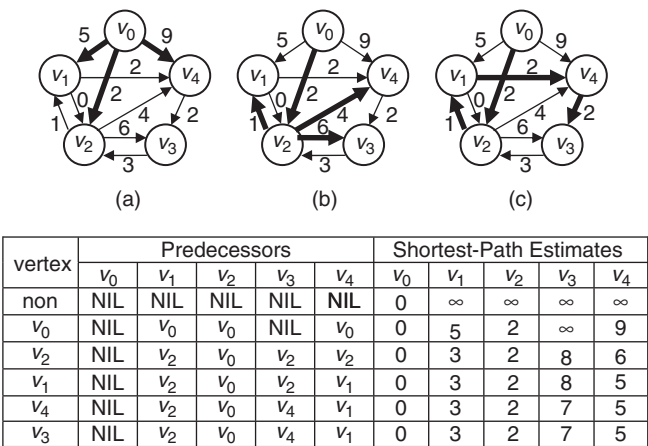 v0 v0 v0
5 9 5 9 5 9
v1 2 v4 v1 2 v4 v1 2 v4
0 2 0 2 0 2
1 4 2 1 4 2 1 4 2
v2 6 v3 v2 6 v3 v2 6 v3
3 3 3
(a) (b) (c)
vertex Predecessors Shortest-Path Estimates
v0 v1 v2 v3 v4 v0 v1 v2 v3 v4
non NIL NIL NIL NIL NIL 0 ∞ ∞ ∞ ∞
v0 NIL v0 v0 NIL v0 0 5 2 ∞ 9
v2 NIL v2 v0 v2 v2 0 3 2 8 6
v1 NIL v2 v0 v2 v1 0 3 2 8 5
v4 NIL v2 v0 v4 v1 0 3 2 7 5
v3 NIL v2 v0 v4 v1 0 3 2 7 5